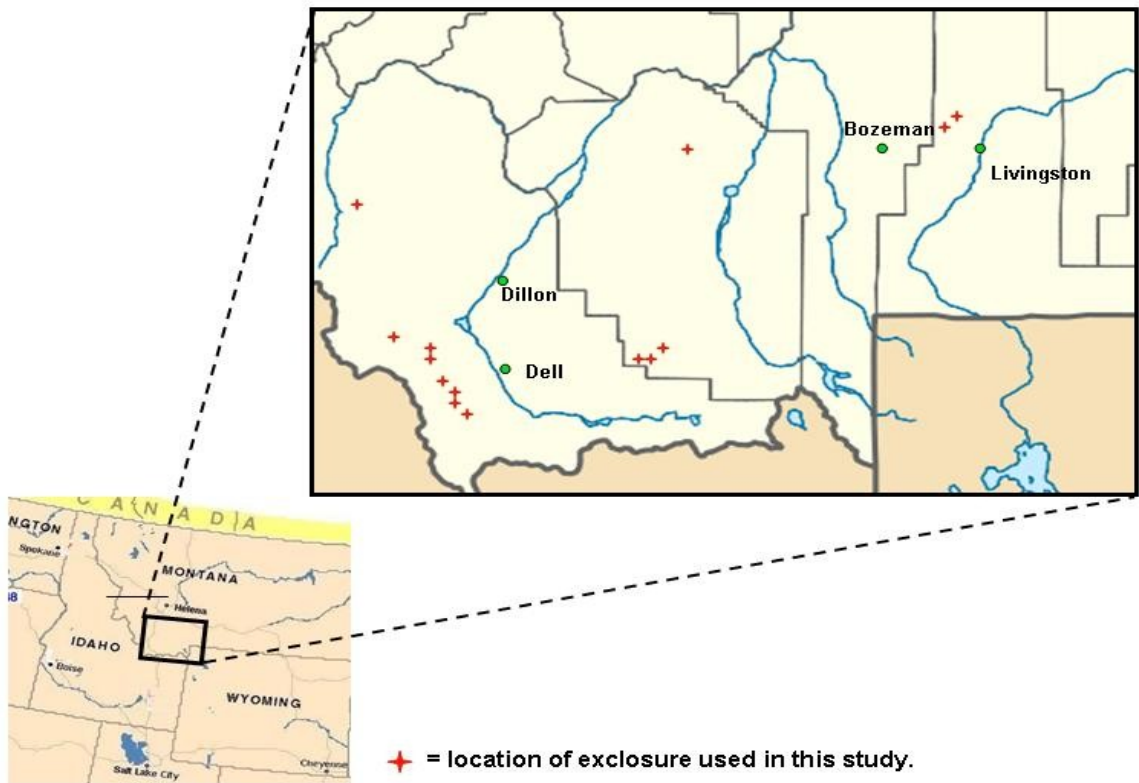 Bozeman
Livingston
Dillon
Dell
CANADA
NGTON
Spokane
MONTANA
Helena
IDAHO
Boise
WYOMING
Salt Lake City
Cheyenne
= location of exclosure used in this study.